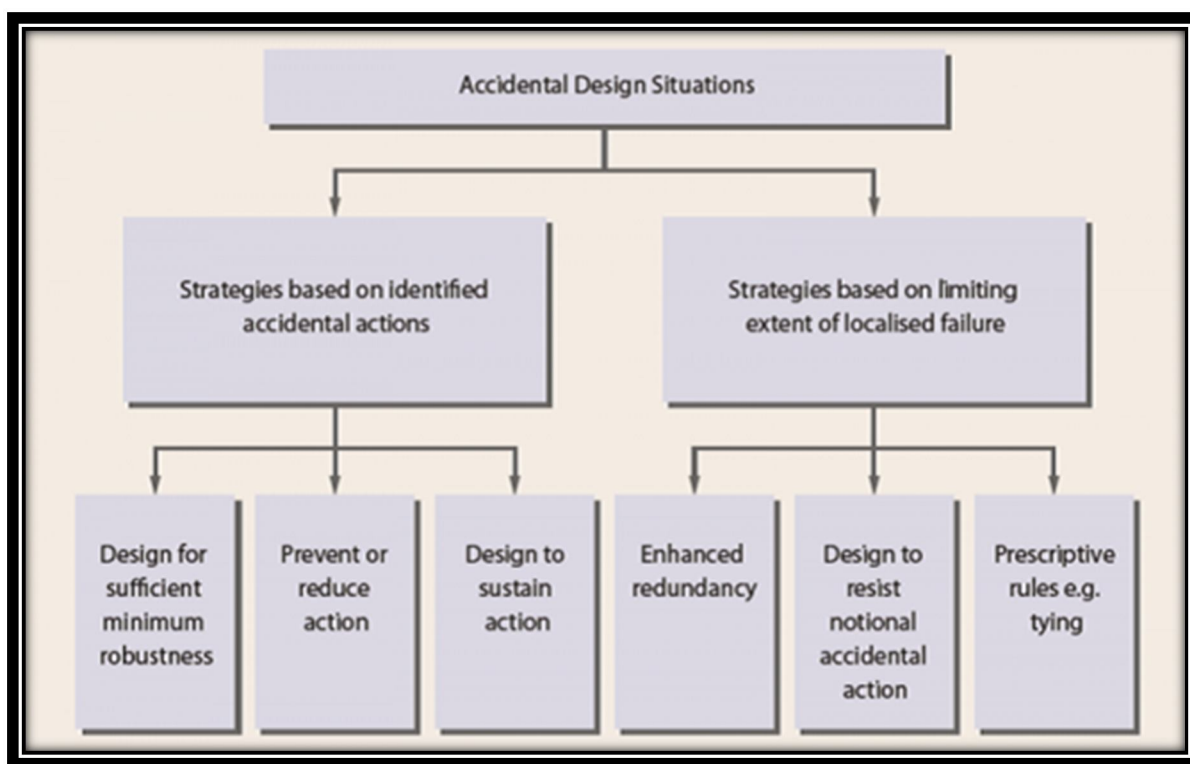 Accidental Design Situations
Strategies based on identified
accidental actions
Strategies based on limiting
extent of localised failure
Design for
sufficient
minimum
robustness
Prevent or
reduce
action
Design to
sustain
action
Enhanced
redundancy
Design to
resist
notional
accidental
action
Prescriptive
rules e.g.
tying